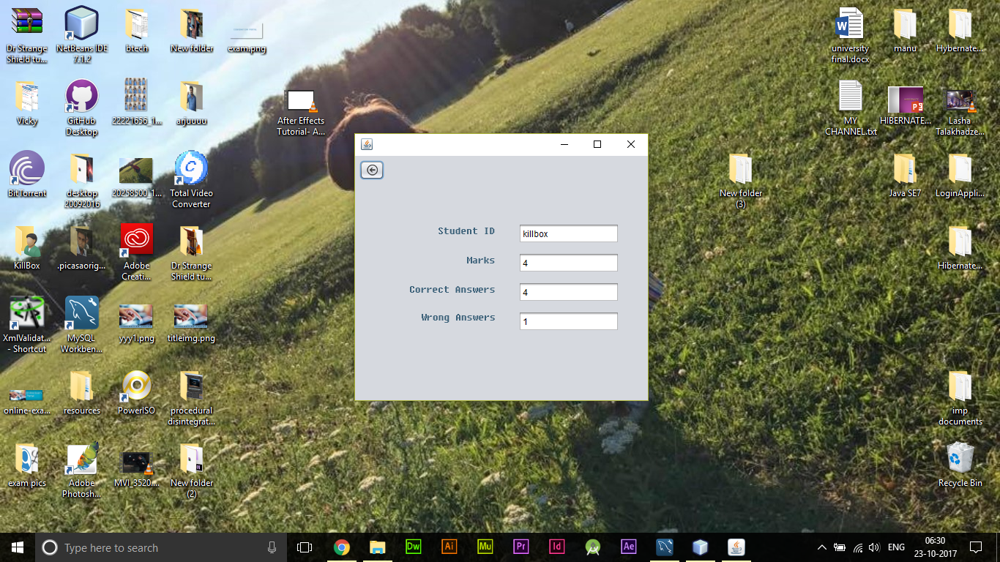 Dr Strange
Shield tu...
NetBeans IDE
7.1.2
btech
New folder
exam.png
university
final.docx
manu
Hybernate...
Vicky
GitHub
Desktop
22221656_1...
arjuuuu
After Effects
Tutorial- A...
MY
CHANNEL.txt
HIBERNATE...
Lasha
Talakhadze...
BitTorrent
desktop
20092016
20258500_1...
Total Video
Converter
New folder
(3)
Java SE7
LoginAppli...
KillBox
.picasaorig...
Adobe
Creati...
Dr Strange
Shield tu...
Hibernate...
XmlValidat...
- Shortcut
MySQL
Workben...
yyy1.png
titleimg.png
online-exa...
resources
PowerISO
procedural
disintegrat...
imp
documents
exam pics
Adobe
Photosh...
MVI_3520....
New folder
(2)
Recycle Bin
Student ID killbox
Marks 4
Correct Answers 4
Wrong Answers 1
Type here to search
Dw Ai Mu Pr Id Ae
ENG
06:30
23-10-2017